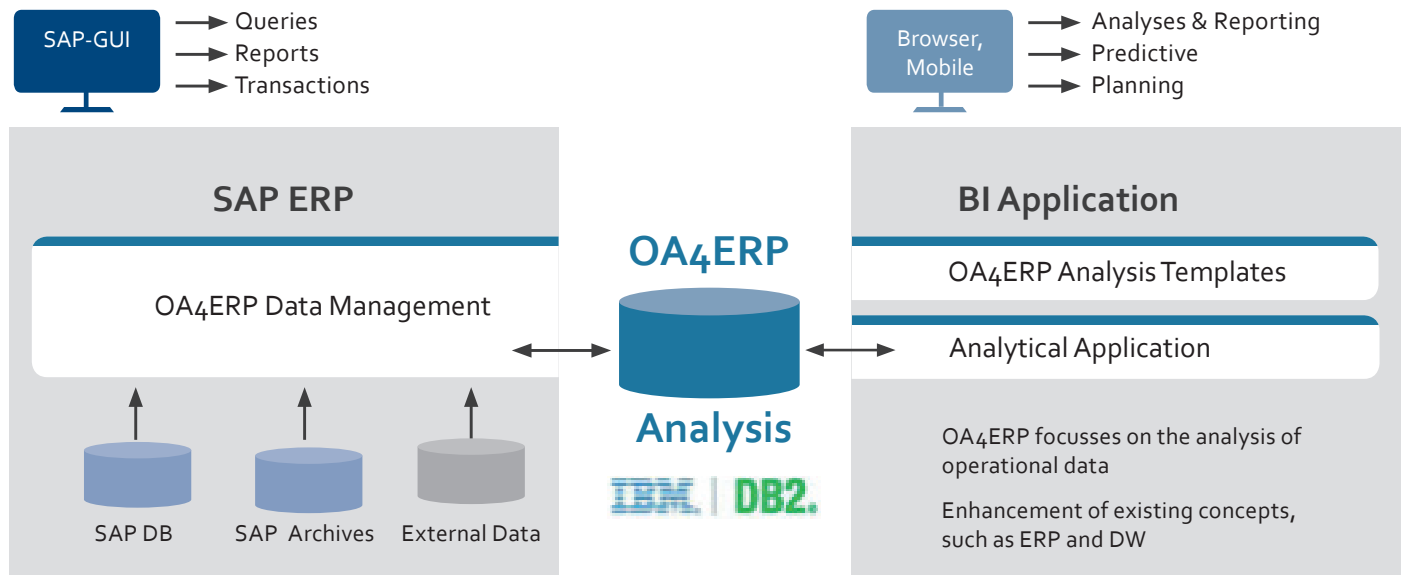 SAP-GUI
Queries
Reports
Transactions
Browser,
Mobile
Analyses & Reporting
Predictive
Planning
SAP ERP
OA4ERP Data Management
SAP DB
SAP Archives
External Data
OA4ERP
Analysis
IBM. | DB2.
BI Application
OA4ERP Analysis Templates
Analytical Application
OA4ERP focusses on the analysis of
operational data
Enhancement of existing concepts,
such as ERP and DW